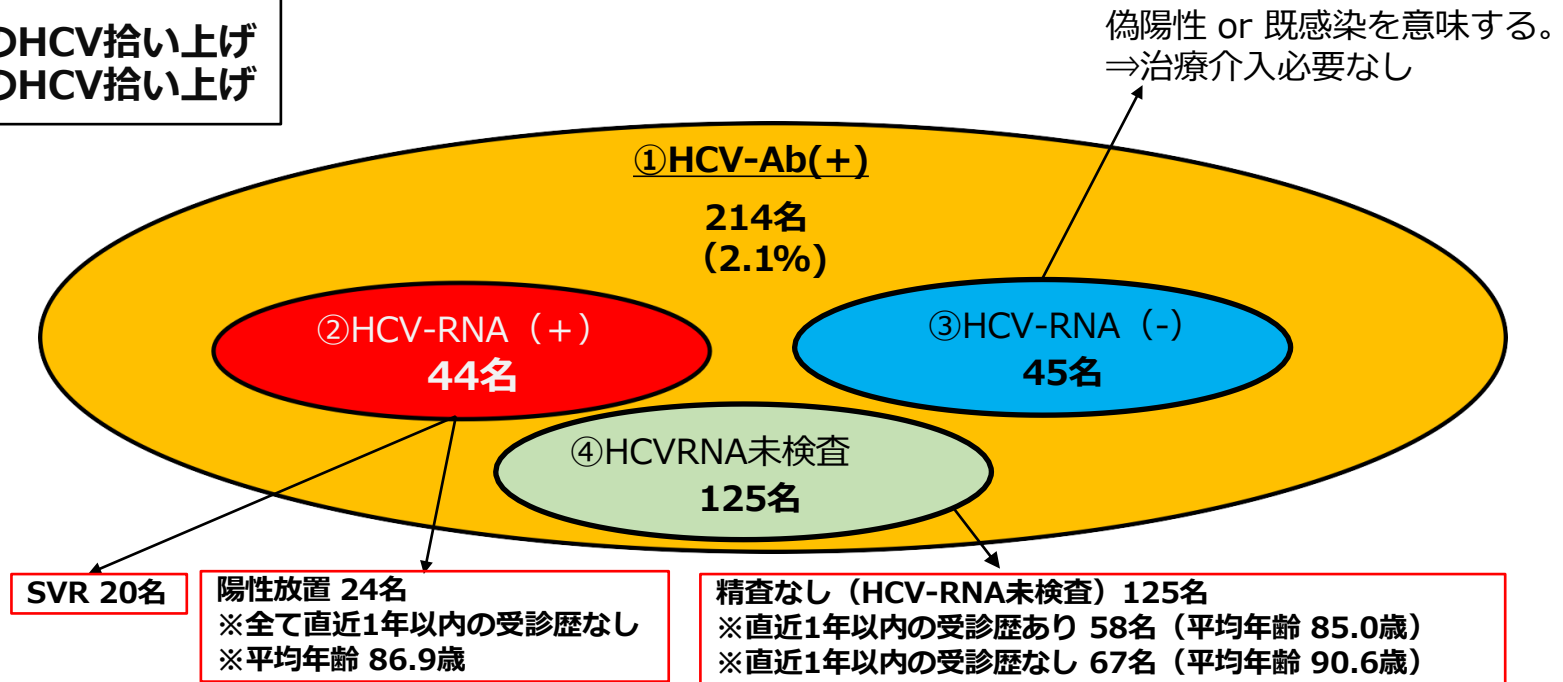 のHCV拾い上げ
のHCV拾い上げ
偽陽性 or 既感染を意味する。
⇒治療介入必要なし
①HCV-Ab(+)
214名
（2.1%)
②HCV-RNA（+）
44名
③HCV-RNA（-）
45名
④HCVRNA未検査
125名
SVR 20名
陽性放置 24名
※全て直近1年以内の受診歴なし
※平均年齢 86.9歳
精査なし（HCV-RNA未検査）125名
※直近1年以内の受診歴あり 58名（平均年齢 85.0歳）
※直近1年以内の受診歴なし 67名（平均年齢 90.6歳）